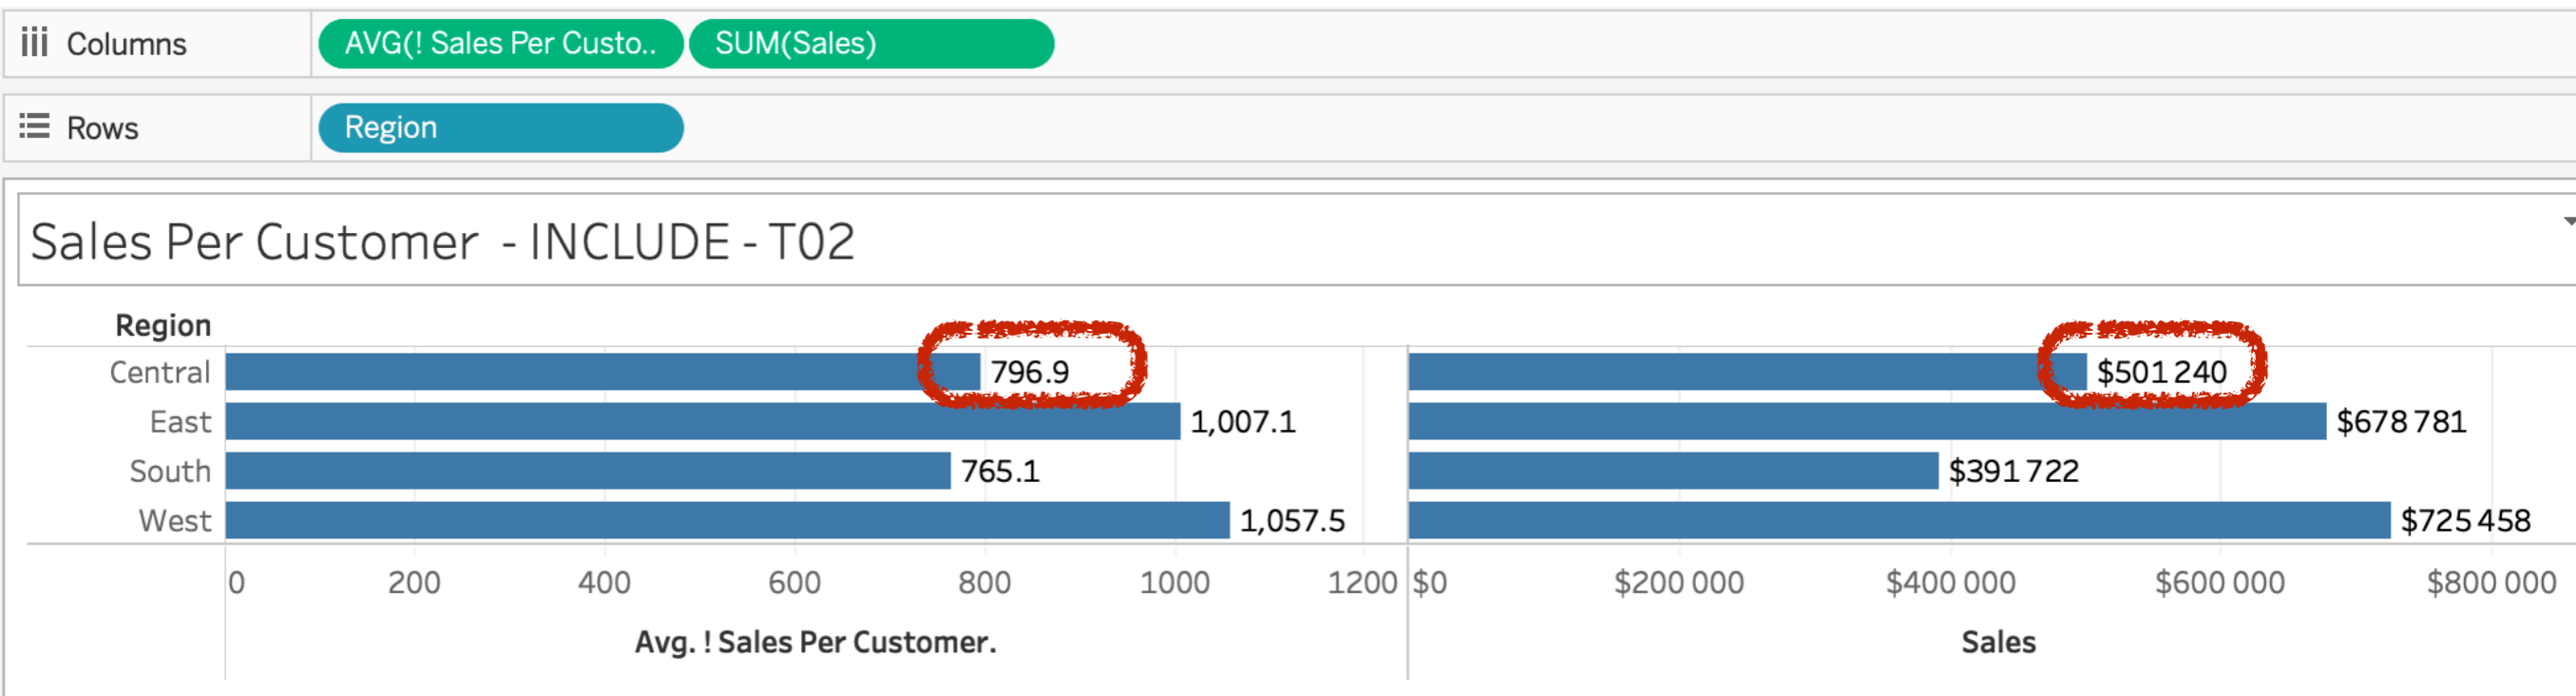 Columns AVG(! Sales Per Custo.. SUM(Sales)
Rows Region
Sales Per Customer - INCLUDE - T02
Region
Central 796.9 $501 240
East 1,007.1 $678 781
South 765.1 $391 722
West 1,057.5 $725 458
0 200 400 600 800 1000 1200 $0 $200 000 $400 000 $600 000 $800 000
Avg. ! Sales Per Customer. Sales